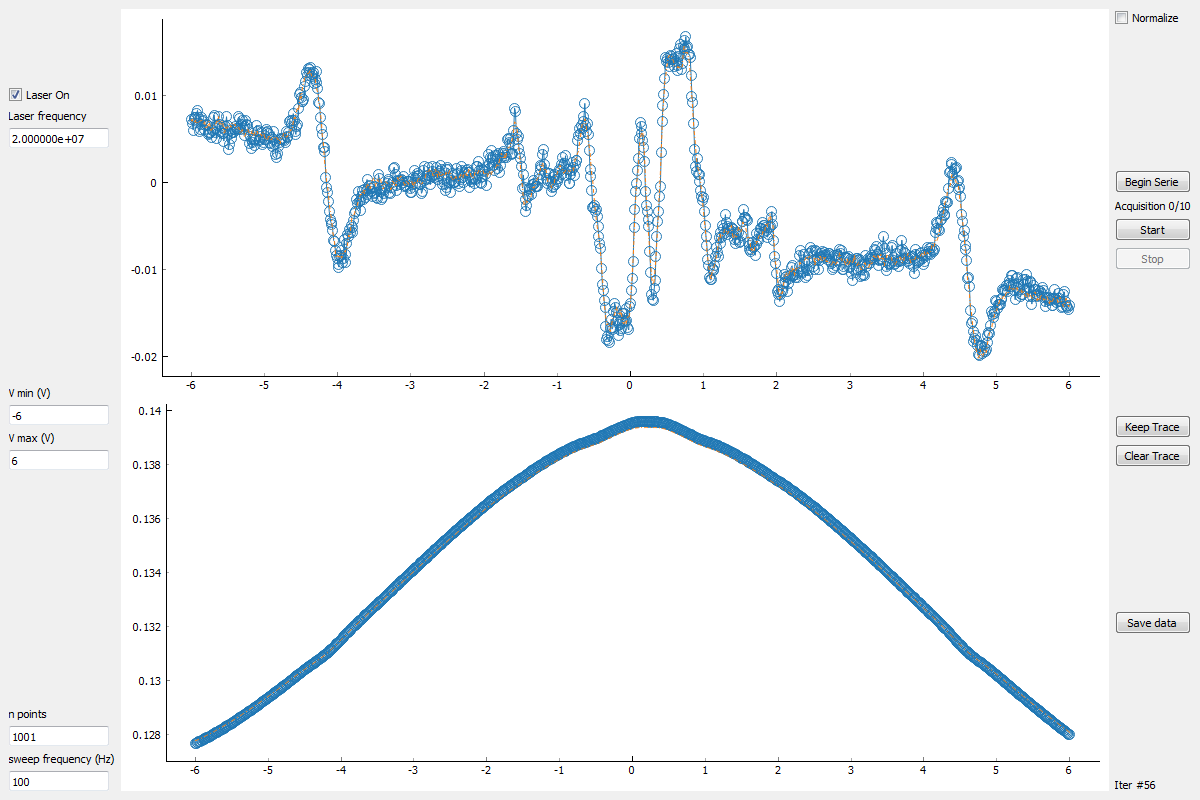 Normalize
Laser On
Laser frequency
2.000000e+07
0.01
0
-0.01
-0.02
-6 -5 -4 -3 -2 -1 0 1 2 3 4 5 6
Begin Serie
Acquisition 0/10
Start
Stop
V min (V)
-6
V max (V)
6
0.14
0.138
0.136
0.134
0.132
0.13
0.128
-6 -5 -4 -3 -2 -1 0 1 2 3 4 5 6
Keep Trace
Clear Trace
Save data
n points
1001
sweep frequency (Hz)
100
Iter #56